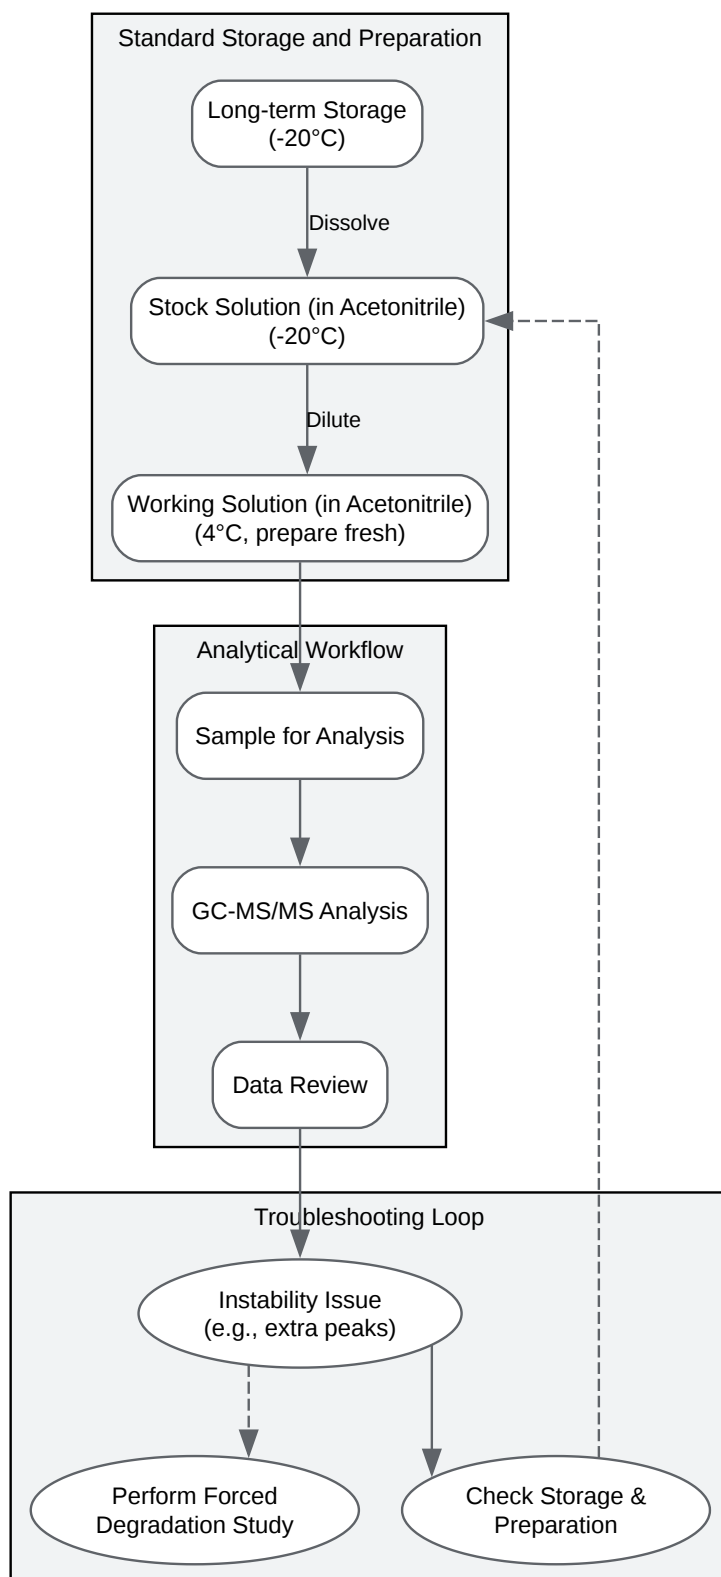 Standard Storage and Preparation
Long-term Storage
(-20°C)
Dissolve
Stock Solution (in Acetonitrile)
(-20°C)
Dilute
Working Solution (in Acetonitrile)
(4°C, prepare fresh)
Analytical Workflow
Sample for Analysis
GC-MS/MS Analysis
Data Review
Troubleshooting Loop
Instability Issue
(e.g., extra peaks)
Perform Forced
Degradation Study
Check Storage &
Preparation